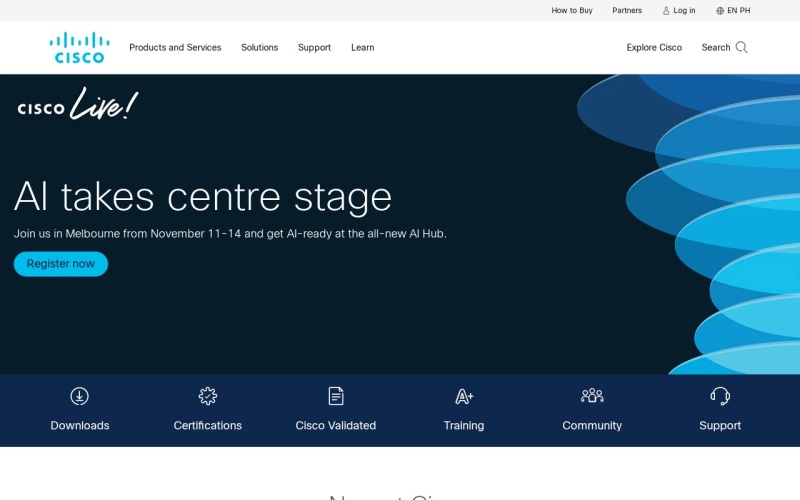 How to Buy Partners Log in EN PH
CISCO
Products and Services Solutions Support Learn Explore Cisco Search
CISCO Live!
AI takes centre stage
Join us in Melbourne from November 11-14 and get AI-ready at the all-new AI Hub.
Register now
A+
Downloads Certifications Cisco Validated Training Community Support